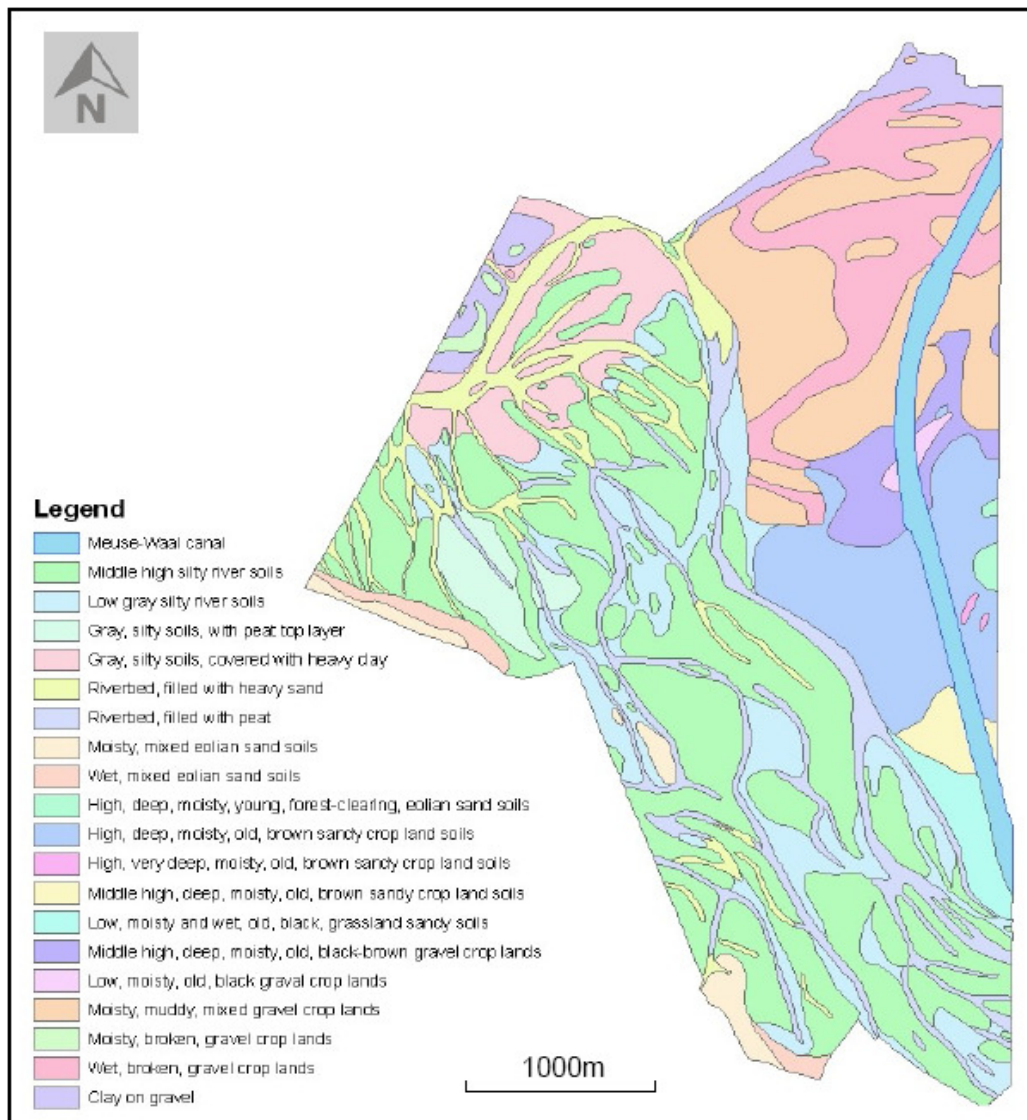 N
Legend
Meuse-Waal canal
Middle high silty river soils
Low gray silty river soils
Gray, silty soils, with peat top layer
Gray, silty soils, covered with heavy clay
Riverbed, filled with heavy sand
Riverbed, filled with peat
Moisty, mixed eolian sand soils
Wet, mixed eolian sand soils
High, deep, moisty, young, forest-clearing, eolian sand soils
High, deep, moisty, old, brown sandy crop land soils
High, very deep, moisty, old, brown sandy crop land soils
Middle high, deep, moisty, old, brown sandy crop land soils
Low, moisty and wet, old, black, grassland sandy soils
Middle high, deep, moisty, old, black-brown gravel crop lands
Low, moisty, old, black graval crop lands
Moisty, muddy, mixed gravel crop lands
Moisty, broken, gravel crop lands
Wet, broken, gravel crop lands
Clay on gravel
1000m